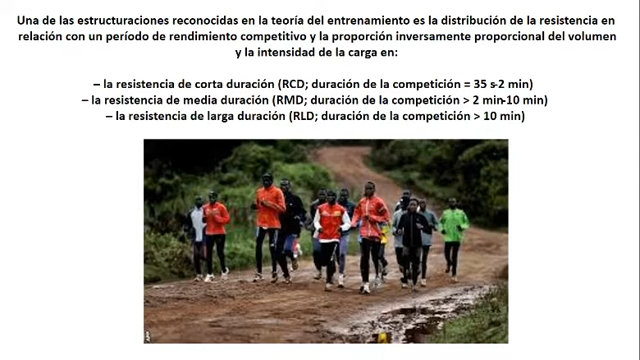 Una de las estructuraciones reconocidas en la teoría del entrenamiento es la distribución de la resistencia en
relación con un período de rendimiento competitivo y la proporción inversamente proporcional del volumen
y la intensidad de la carga en:
– la resistencia de corta duración (RCD; duración de la competición = 35 s-2 min)
– la resistencia de media duración (RMD; duración de la competición > 2 min-10 min)
– la resistencia de larga duración (RLD; duración de la competición > 10 min)